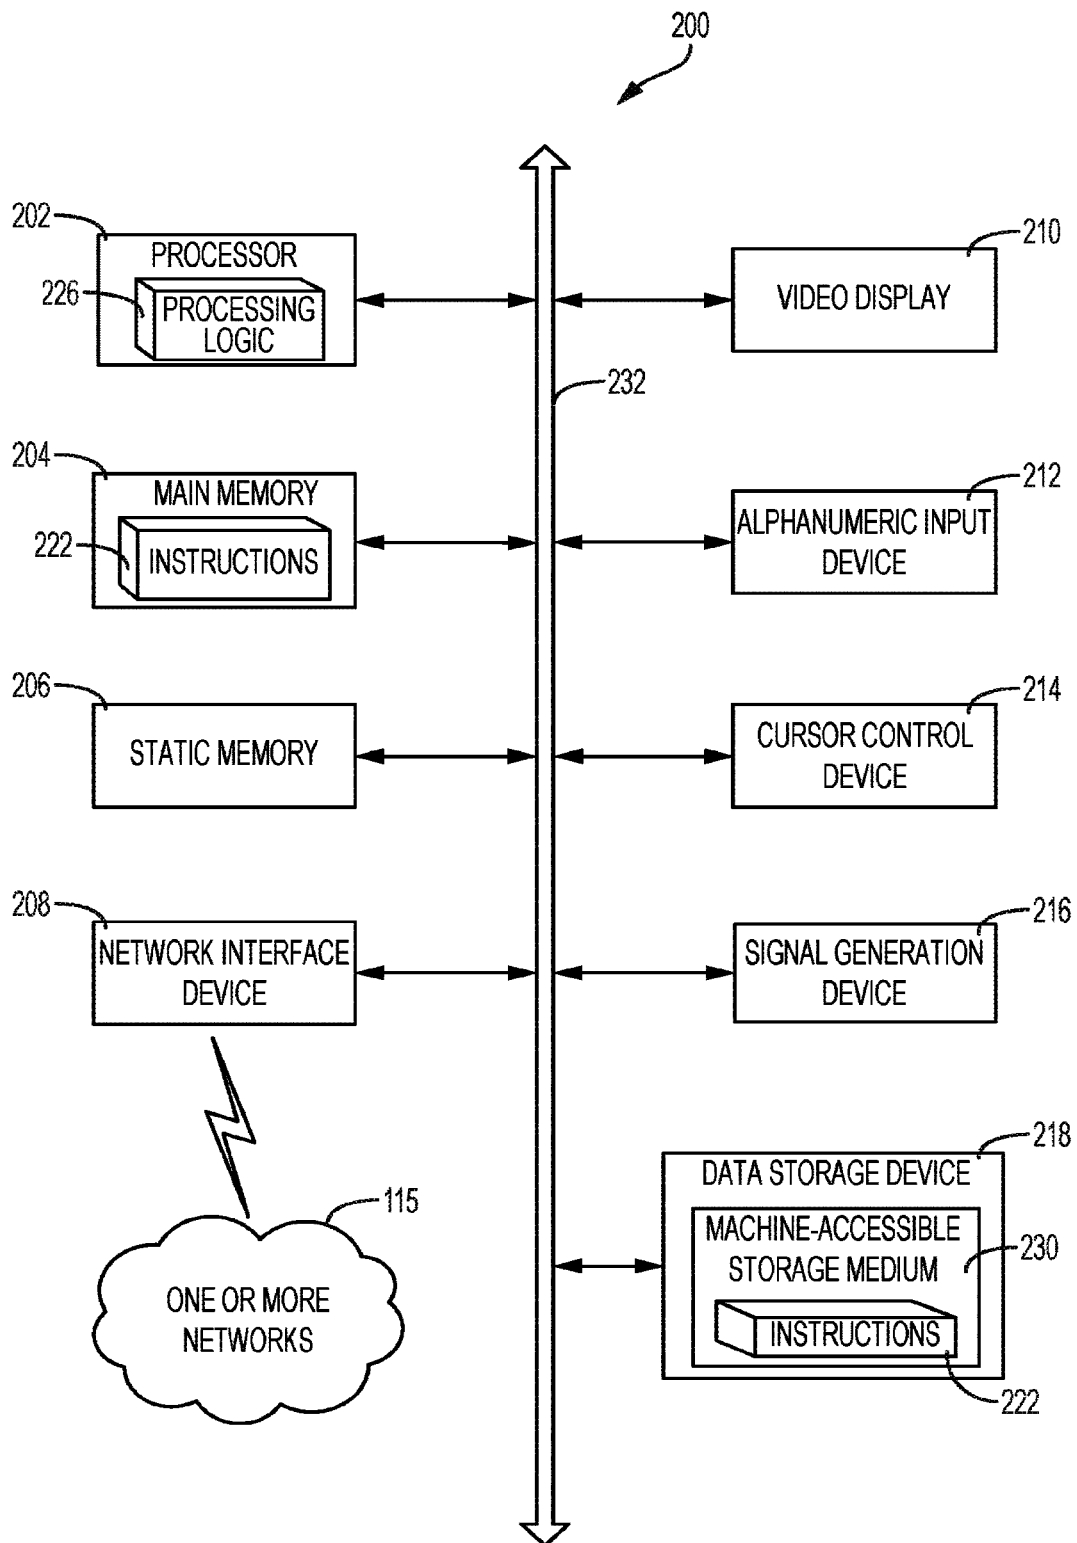 200
202
PROCESSOR
226
PROCESSING
LOGIC
210
VIDEO DISPLAY
232
204
MAIN MEMORY
222
INSTRUCTIONS
212
ALPHANUMERIC INPUT
DEVICE
206
STATIC MEMORY
214
CURSOR CONTROL
DEVICE
208
NETWORK INTERFACE
DEVICE
216
SIGNAL GENERATION
DEVICE
115
ONE OR MORE
NETWORKS
218
DATA STORAGE DEVICE
MACHINE-ACCESSIBLE
STORAGE MEDIUM
230
INSTRUCTIONS
222